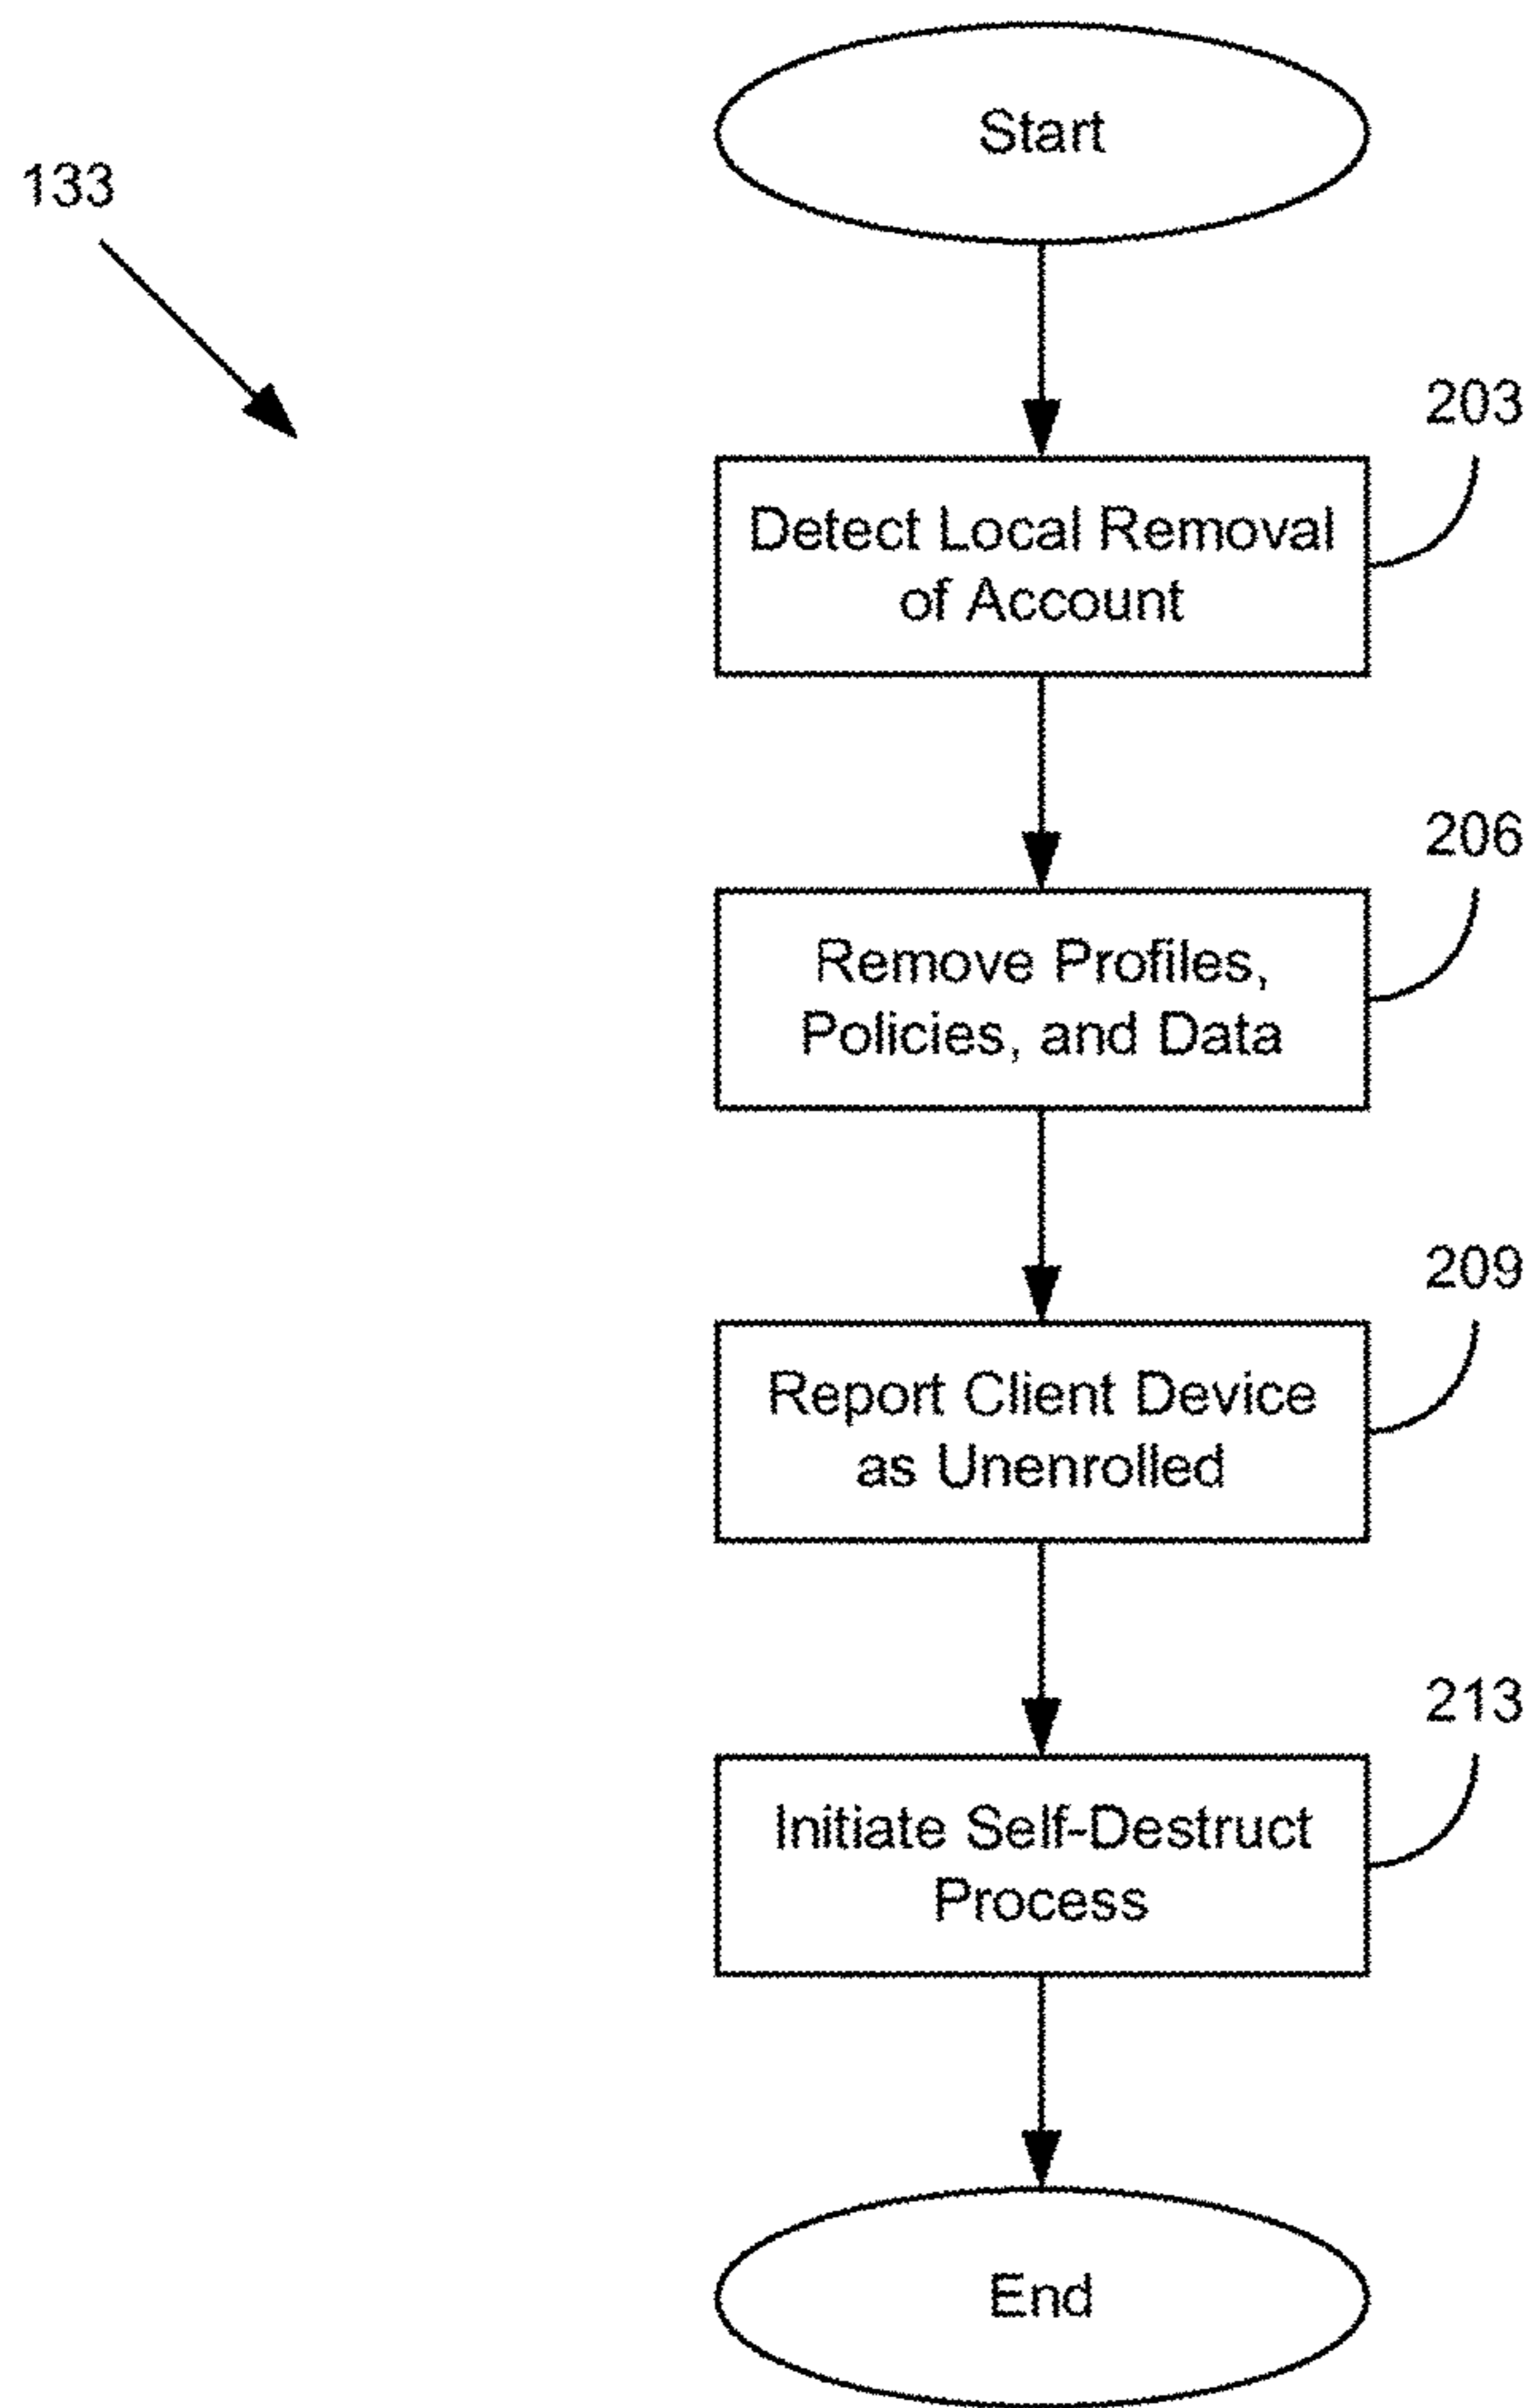 Start
133
203
Detect Local Removal
of Account
206
Remove Profiles,
Policies, and Data
209
Report Client Device
as Unenrolled
213
Initiate Self-Destruct
Process
End